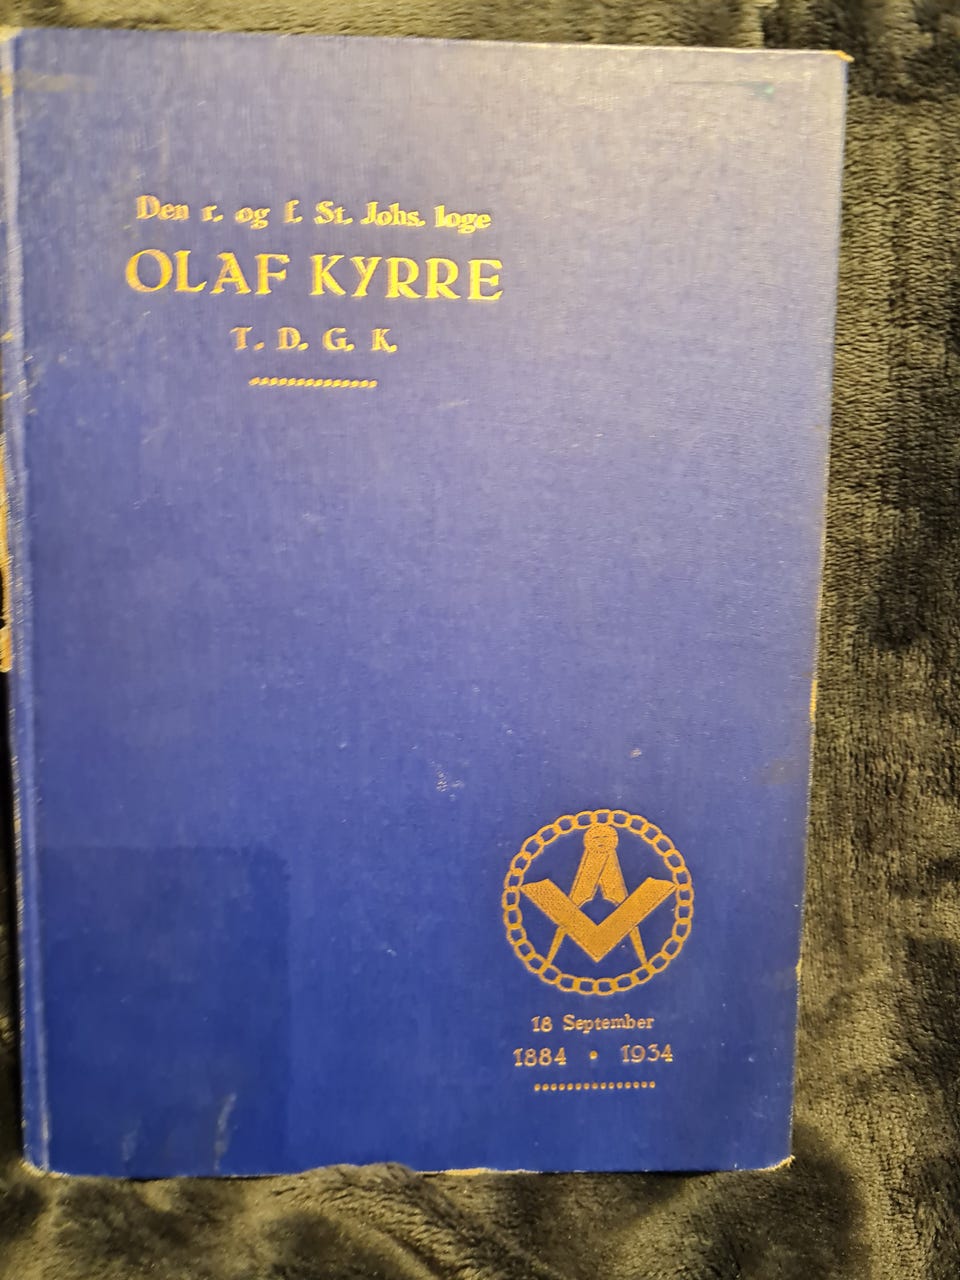 Den r. og f. St. Johs. loge
OLAF KYRRE
T. D. G. K.
18 September
1884 • 1934